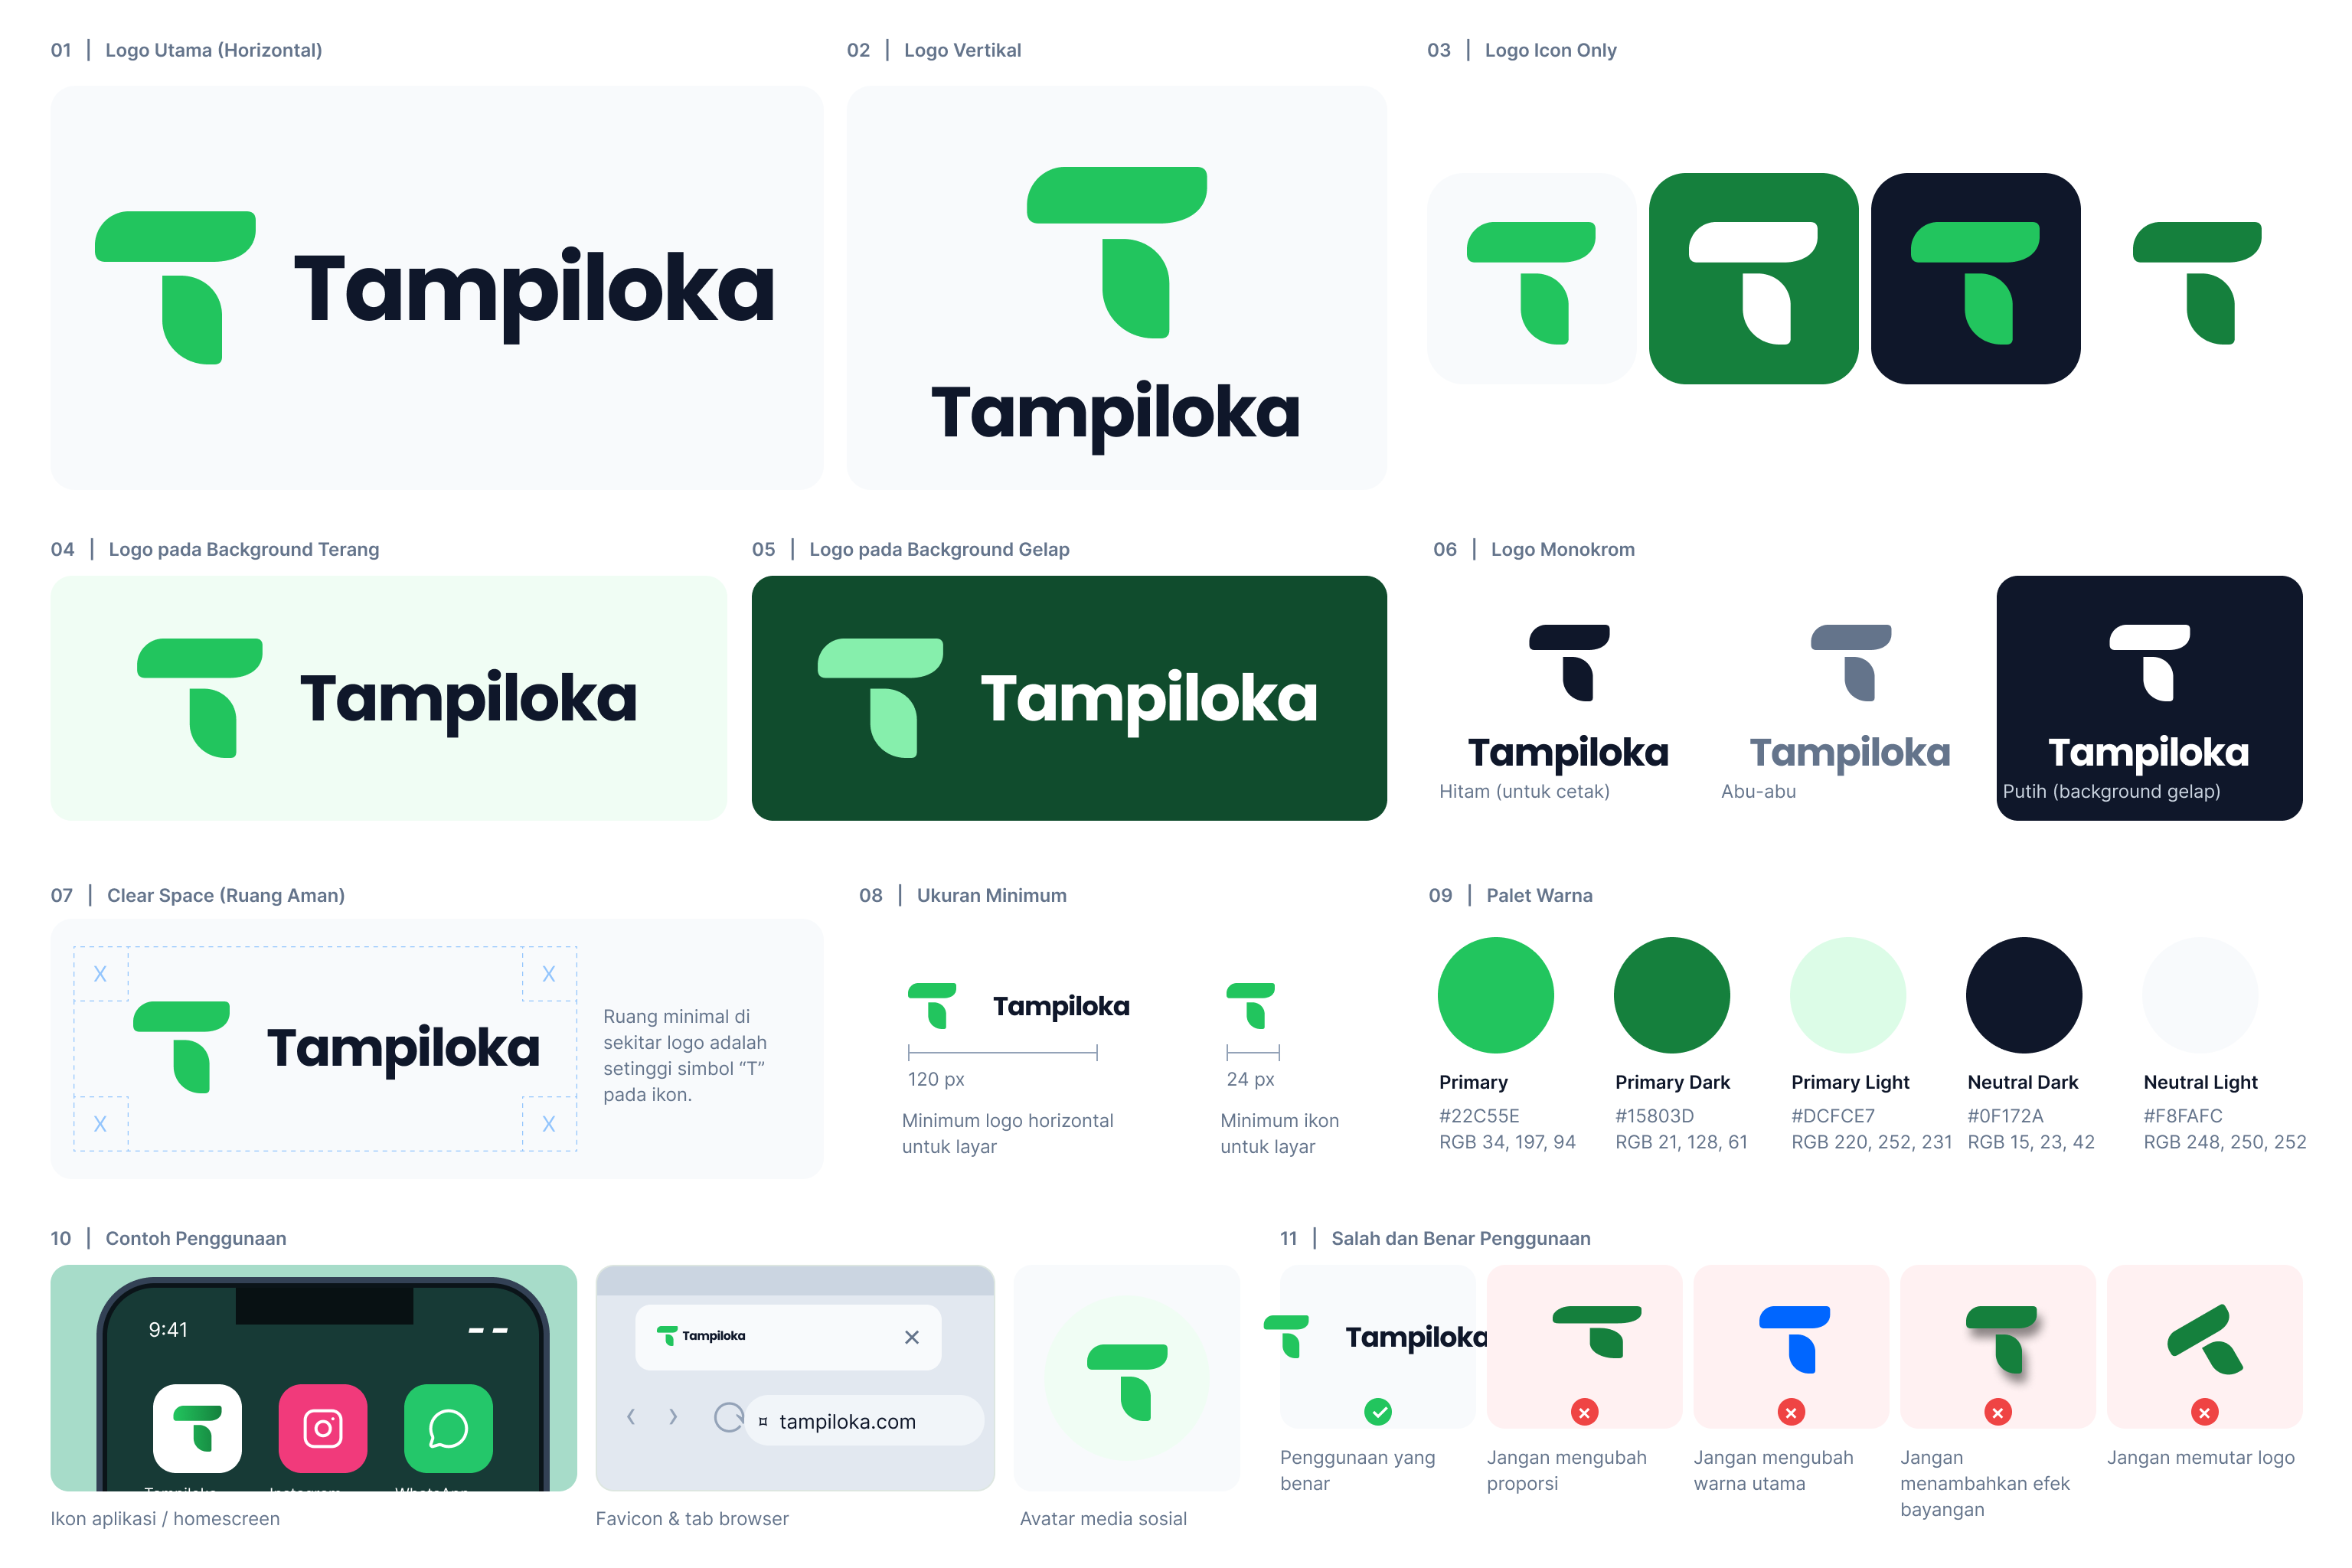 01 | Logo Utama (Horizontal)
Tampiloka
02 | Logo Vertikal
Tampiloka
03 | Logo Icon Only
04 | Logo pada Background Terang
Tampiloka
05 | Logo pada Background Gelap
Tampiloka
06 | Logo Monokrom
Tampiloka
Hitam (untuk cetak)
Tampiloka
Abu-abu
Tampiloka
Putih (background gelap)
07 | Clear Space (Ruang Aman)
X
X
Tampiloka
X
X
Ruang minimal di
sekitar logo adalah
setinggi simbol “T”
pada ikon.
08 | Ukuran Minimum
Tampiloka
120 px
Minimum logo horizontal
untuk layar
24 px
Minimum ikon
untuk layar
09 | Palet Warna
Primary
#22C55E
RGB 34, 197, 94
Primary Dark
#15803D
RGB 21, 128, 61
Primary Light
#DCFCE7
RGB 220, 252, 231
Neutral Dark
#0F172A
RGB 15, 23, 42
Neutral Light
#F8FAFC
RGB 248, 250, 252
10 | Contoh Penggunaan
9:41
Tampiloka
Instagram
WhatsApp
Ikon aplikasi / homescreen
Tampiloka
¤ tampiloka.com
Favicon & tab browser
Avatar media sosial
11 | Salah dan Benar Penggunaan
Tampiloka
Penggunaan yang
benar
Jangan mengubah
proporsi
Jangan mengubah
warna utama
Jangan
menambahkan efek
bayangan
Jangan memutar logo